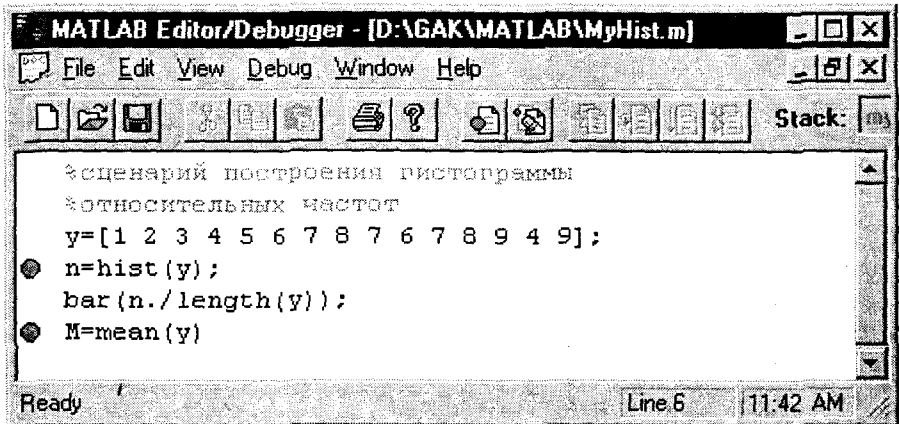 MATLAB Editor/Debugger - [D:\GAK\MATLAB\MyHist.m]
File Edit View Debug Window Help
Stack:
%сценарий построения гистограммы
%относительных частот
y=[1 2 3 4 5 6 7 8 7 6 7 8 9 4 9];
n=hist(y);
bar(n./length(y));
M=mean(y)
Ready Line 6 11:42 AM